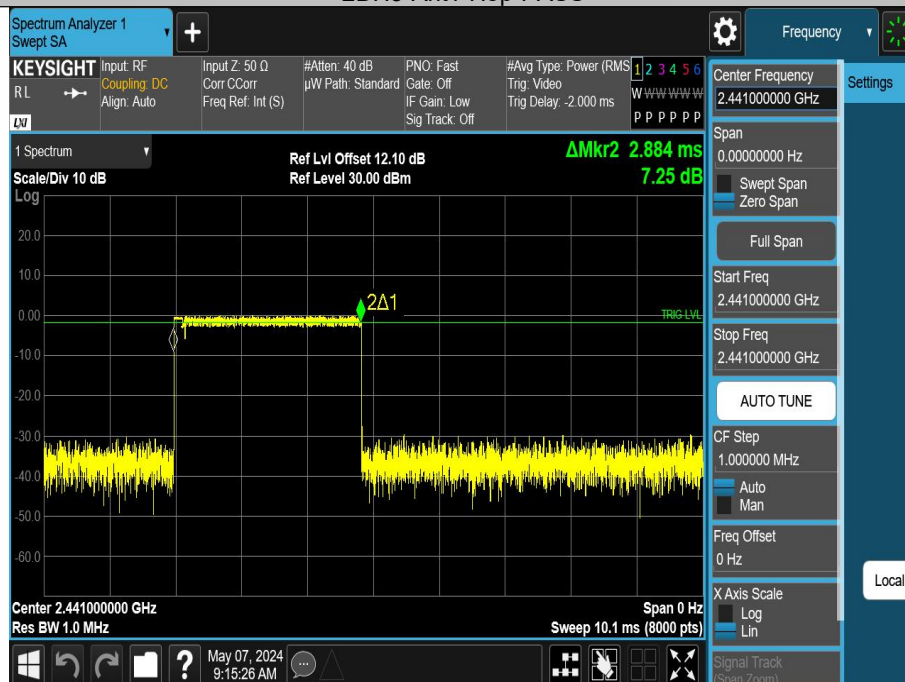 Spectrum Analyzer 1
Swept SA
+
Frequency
KEYSIGHT
RL
LXI
Input: RF
Coupling: DC
Align: Auto
Input Z: 50 Ω
Corr CCorr
Freq Ref: Int (S)
#Atten: 40 dB
µW Path: Standard
PNO: Fast
Gate: Off
IF Gain: Low
Sig Track: Off
#Avg Type: Power (RMS
Trig: Video
Trig Delay: -2.000 ms
1 2 3 4 5 6
W W W W W W
P P P P P P
1 Spectrum
Scale/Div 10 dB
Log
Ref Lvl Offset 12.10 dB
Ref Level 30.00 dBm
ΔMkr2 2.884 ms
7.25 dB
20.0
10.0
0.00
-10.0
-20.0
-30.0
-40.0
-50.0
-60.0
2Δ1
TRIG LVL
Center 2.441000000 GHz
Res BW 1.0 MHz
Span 0 Hz
Sweep 10.1 ms (8000 pts)
Center Frequency
2.441000000 GHz
Settings
Span
0.00000000 Hz
Swept Span
Zero Span
Full Span
Start Freq
2.441000000 GHz
Stop Freq
2.441000000 GHz
AUTO TUNE
CF Step
1.000000 MHz
Auto
Man
Freq Offset
0 Hz
X Axis Scale
Log
Lin
Local
Signal Track
(Span Zoom)
?
May 07, 2024
9:15:26 AM